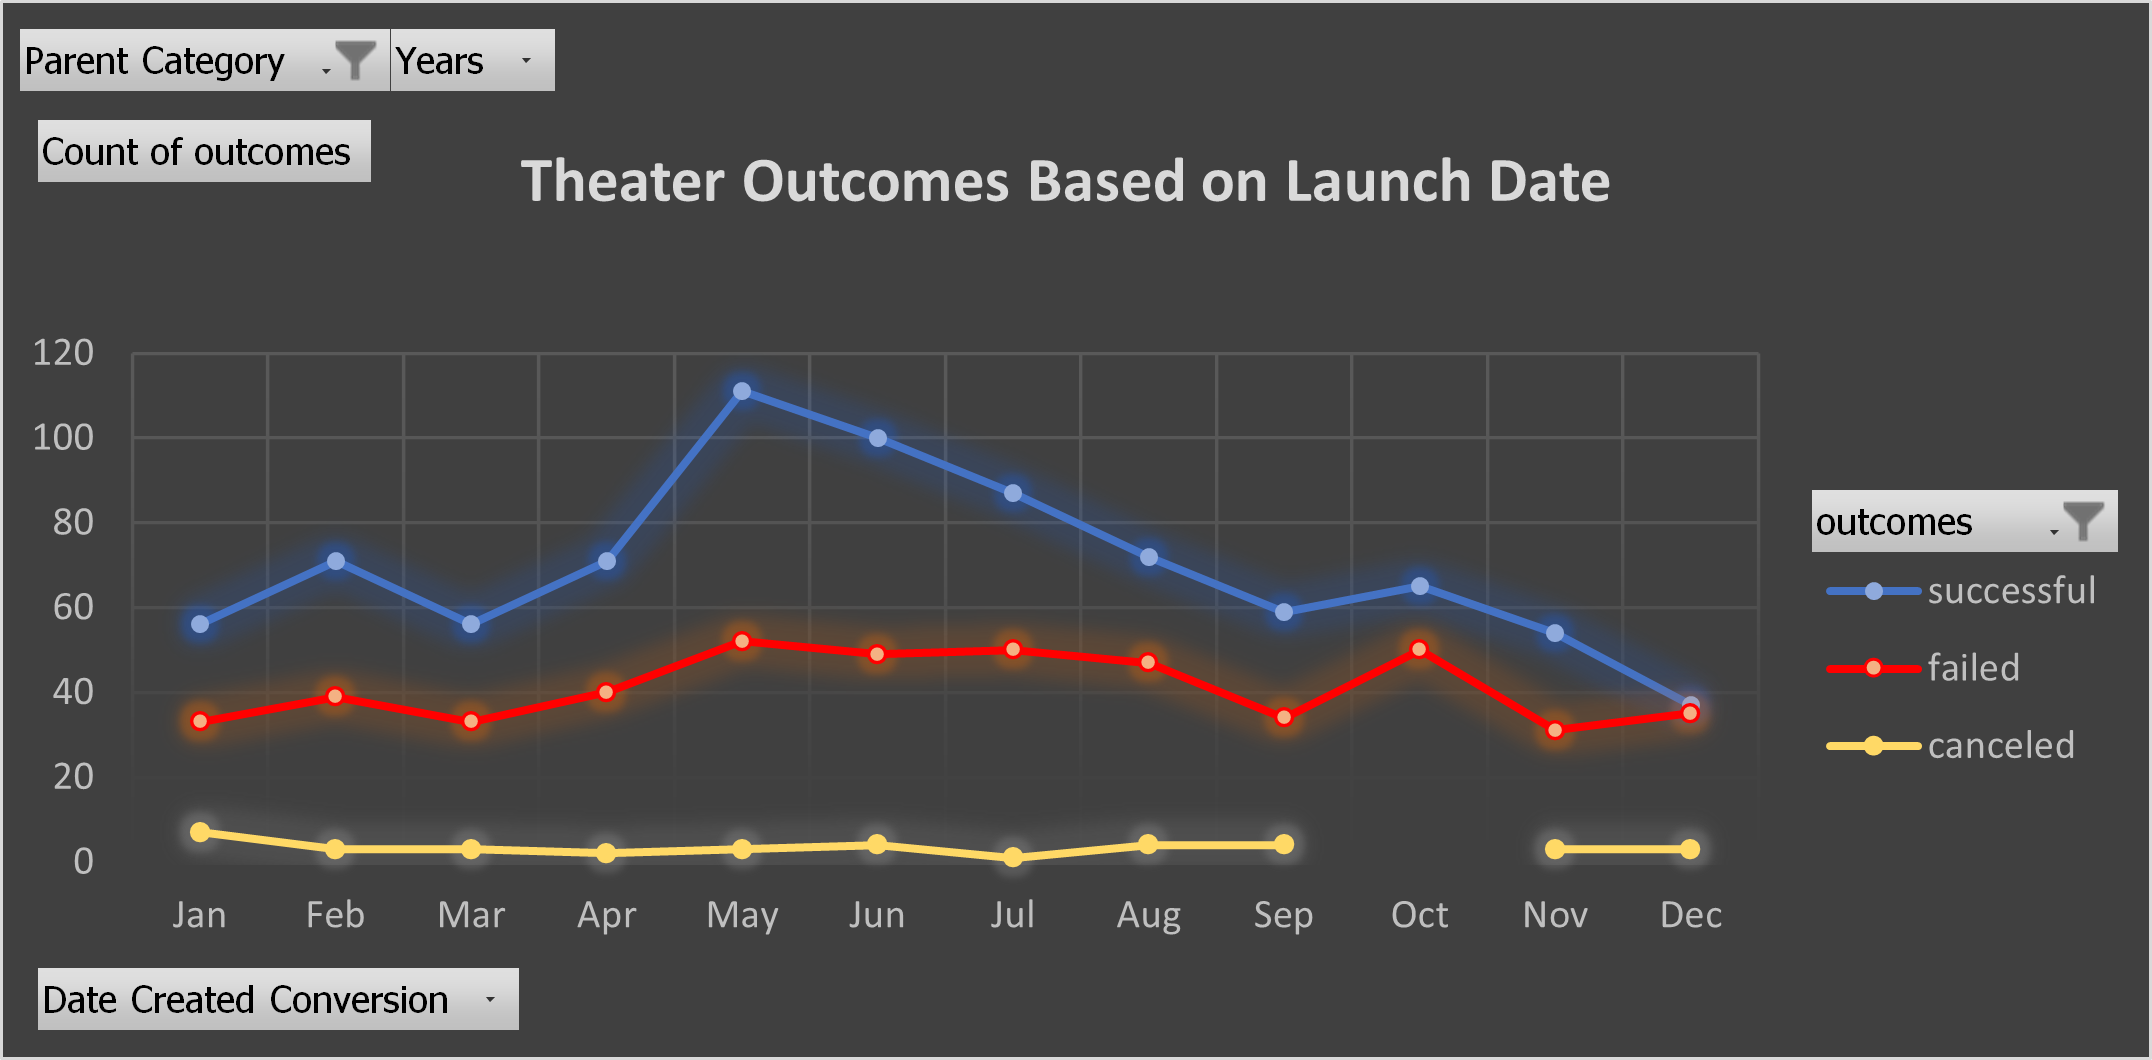 Parent Category Years
Count of outcomes
Theater Outcomes Based on Launch Date
120
100
80
60
40
20
0
Jan Feb Mar Apr May Jun Jul Aug Sep Oct Nov Dec
outcomes
successful
failed
canceled
Date Created Conversion